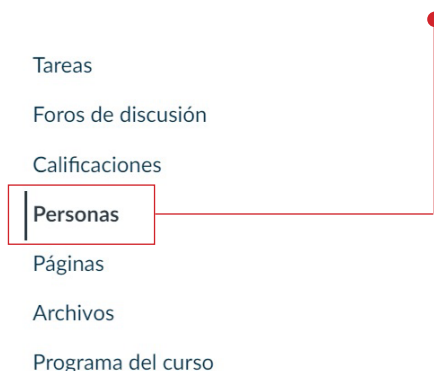 Tareas
Foros de discusión
Calificaciones
Personas
Páginas
Archivos
Programa del curso